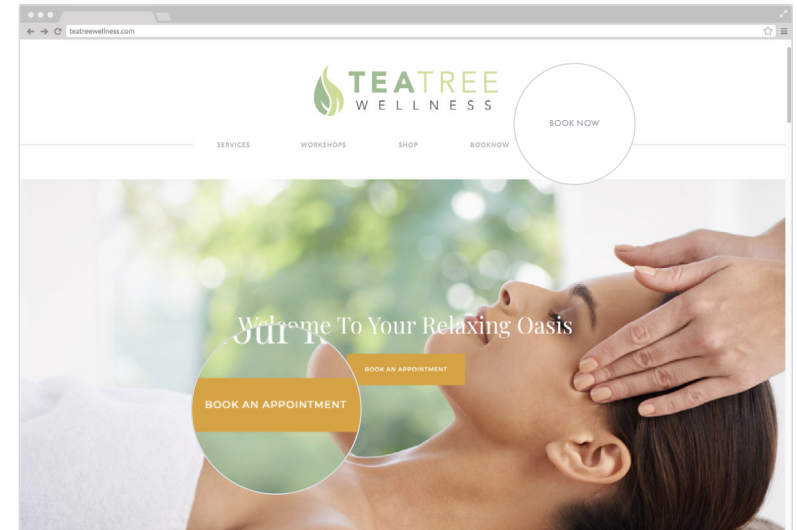 teatreewellness.com
TEATREE
WELLNESS
BOOK NOW
SERVICES WORKSHOPS SHOP BOOKNOW
Welcome To Your Relaxing Oasis
BOOK AN APPOINTMENT
BOOK AN APPOINTMENT